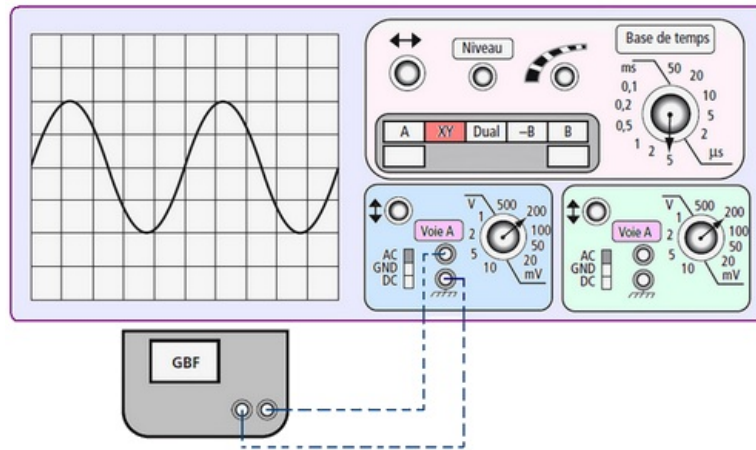 Niveau
Base de temps
ms
50
20
0,1
10
0,2
5
0,5
2
1
2
5
µs
A XY Dual –B B
V
500
1
200
Voie A
2
100
50
AC
5
20
GND
10
mV
DC
V
500
1
200
Voie A
2
100
50
AC
5
20
GND
10
mV
DC
GBF